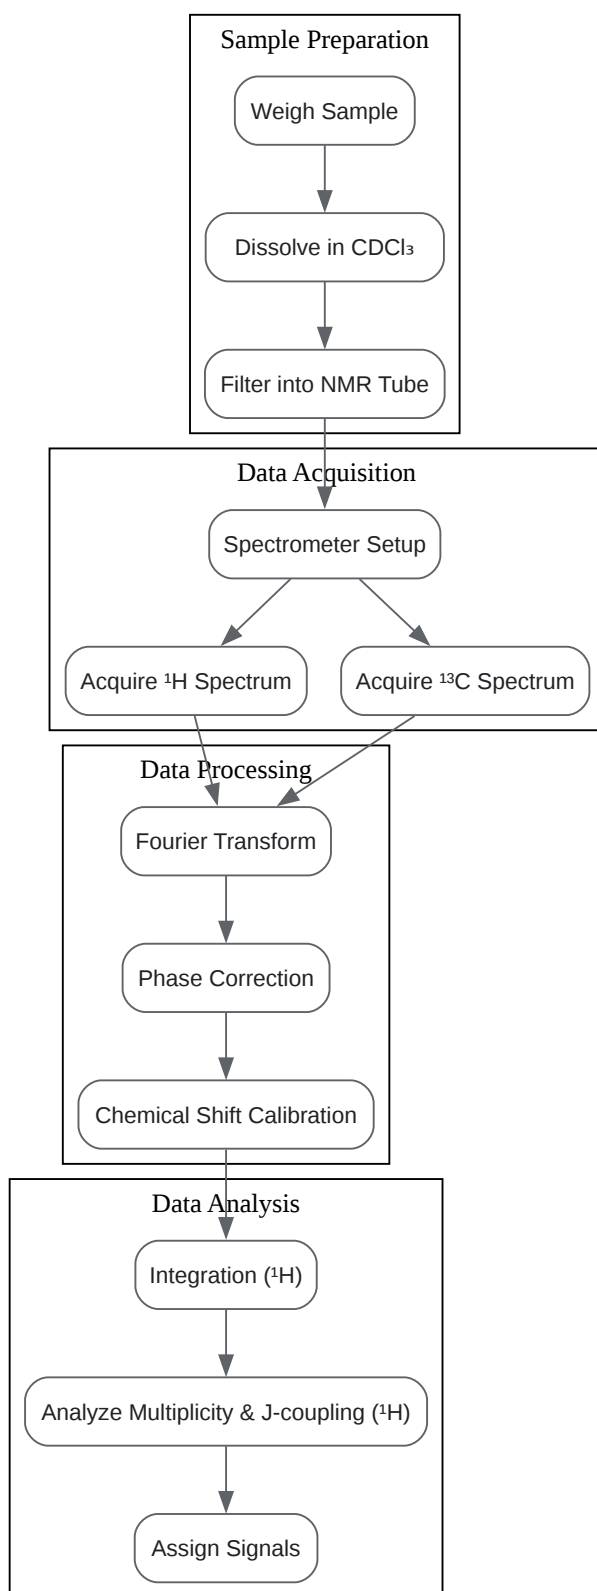 Sample Preparation
Weigh Sample
Dissolve in CDCl₃
Filter into NMR Tube
Data Acquisition
Spectrometer Setup
Acquire ¹H Spectrum
Acquire ¹³C Spectrum
Data Processing
Fourier Transform
Phase Correction
Chemical Shift Calibration
Data Analysis
Integration (¹H)
Analyze Multiplicity & J-coupling (¹H)
Assign Signals